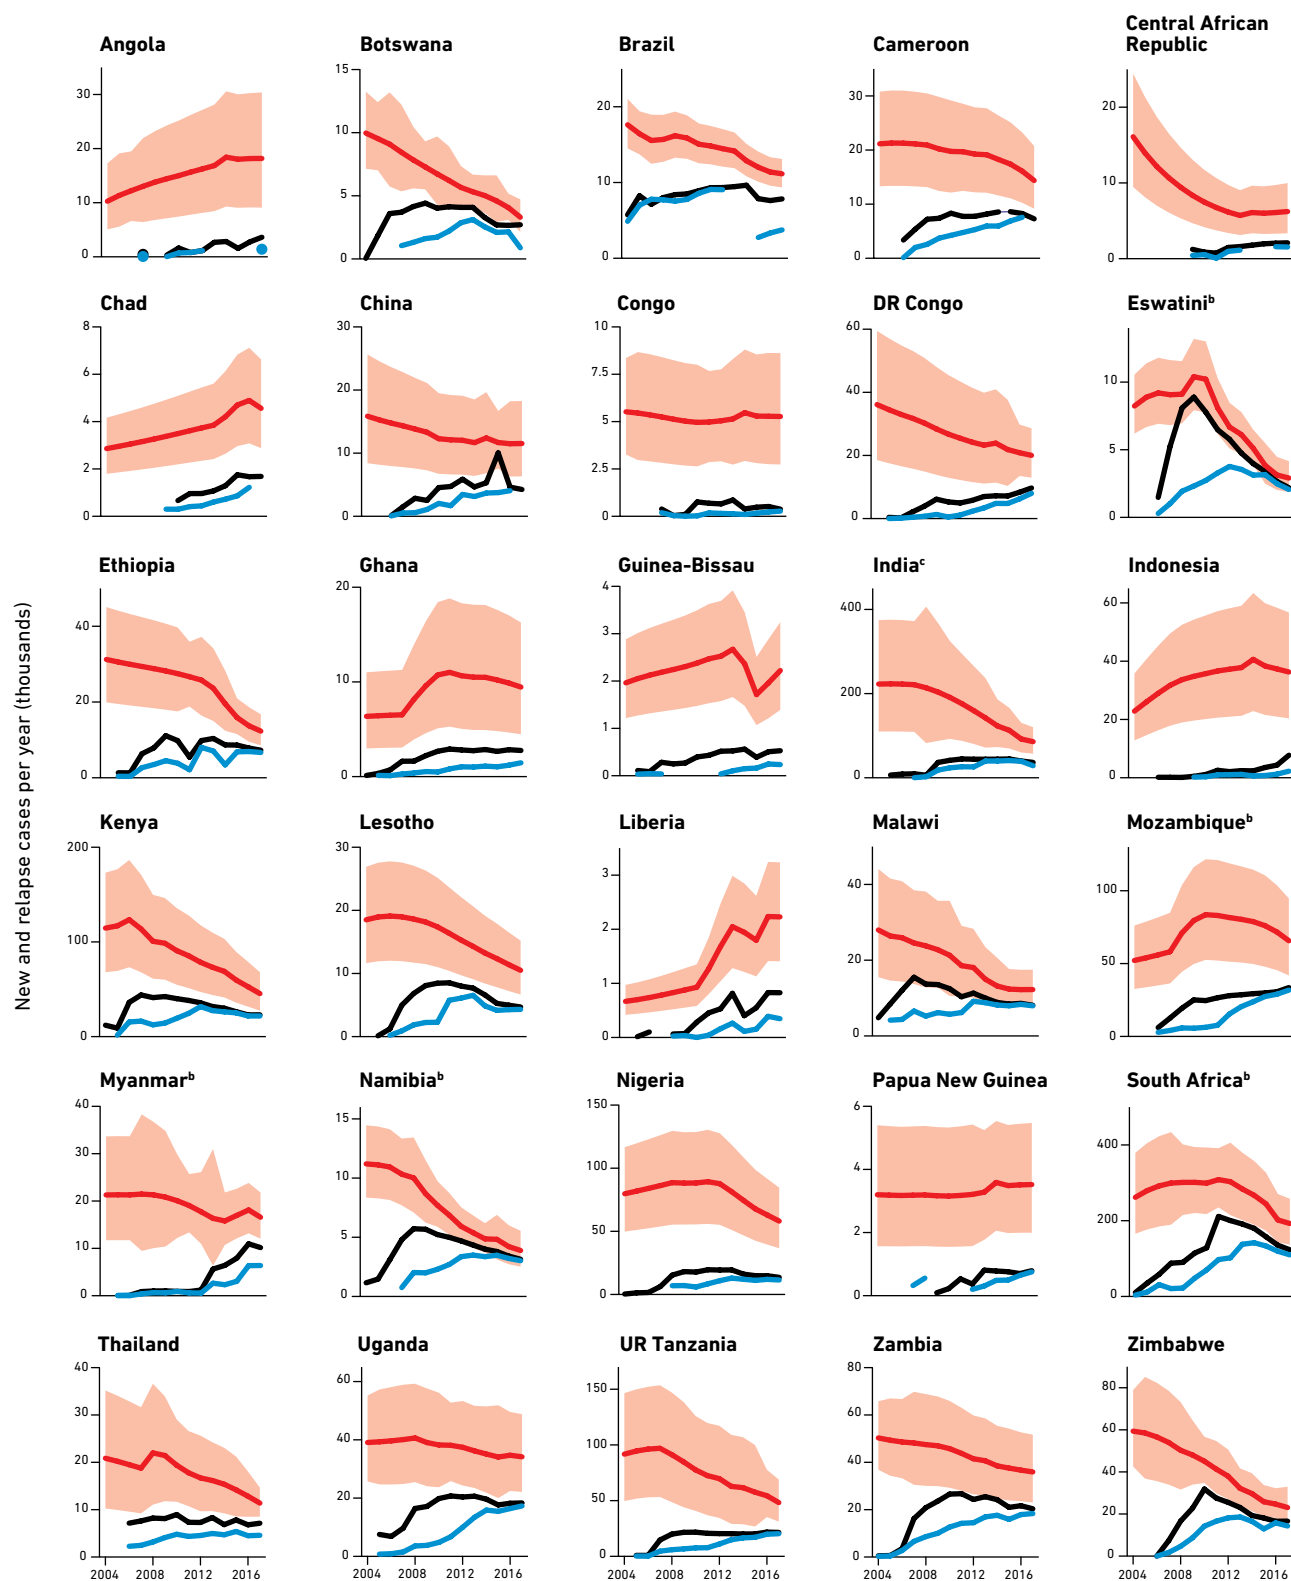 Central African
Angola Botswana Brazil Cameroon Republic
30 20 10 0
15 10 5 0
20 10 0
30 20 10 0
20 10 0
Chad China Congo DR Congo Eswatiniᵇ
8 6 4 2 0
30 20 10 0
10 7.5 5 2.5 0
60 40 20 0
10 5 0
Ethiopia Ghana Guinea-Bissau Indiaᶜ Indonesia
40 20 0
20 10 0
4 3 2 1 0
400 200 0
60 40 20 0
New and relapse cases per year (thousands)
Kenya Lesotho Liberia Malawi Mozambiqueᵇ
200 100 0
30 20 10 0
3 2 1 0
40 20 0
100 50 0
Myanmarᵇ Namibiaᵇ Nigeria Papua New Guinea South Africaᵇ
40 30 20 10 0
15 10 5 0
150 100 50 0
6 4 2 0
400 200 0
Thailand Uganda UR Tanzania Zambia Zimbabwe
40 30 20 10 0
60 40 20 0
150 100 50 0
80 60 40 20 0
80 60 40 20 0
2004 2008 2012 2016
2004 2008 2012 2016
2004 2008 2012 2016
2004 2008 2012 2016
2004 2008 2012 2016